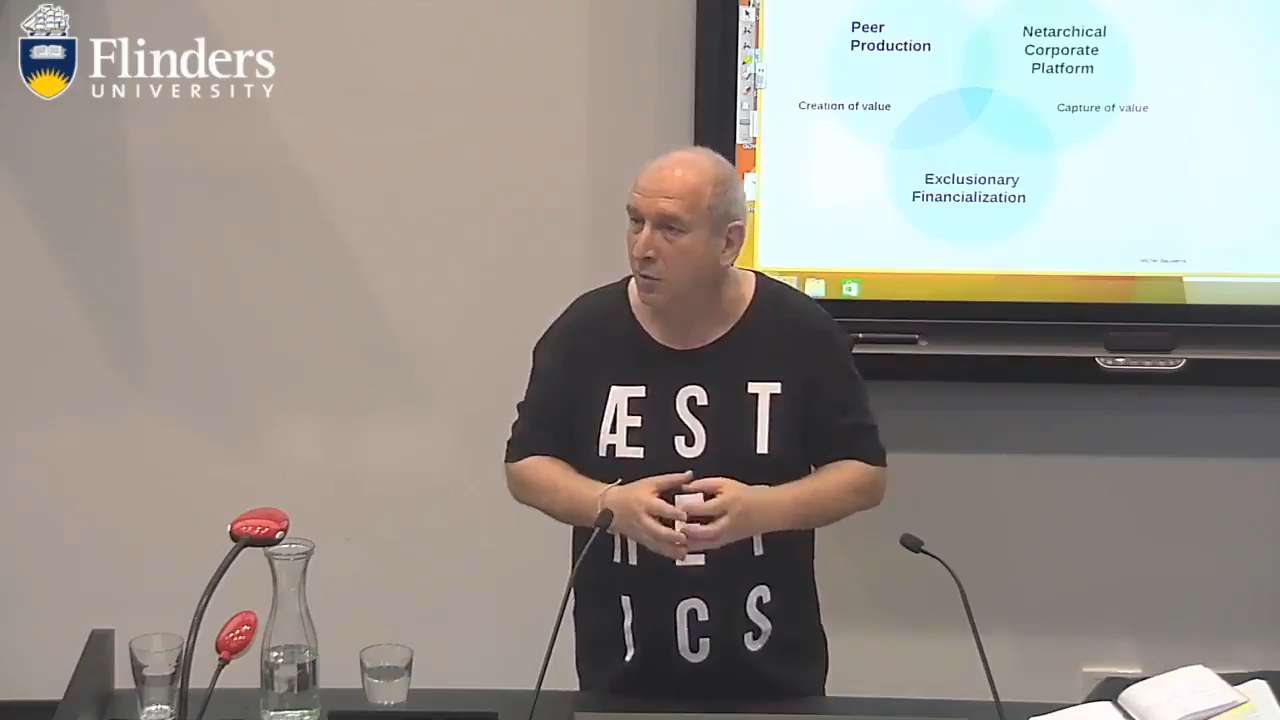 Flinders
UNIVERSITY
Peer
Production
Netarchical
Corporate
Platform
Creation of value
Capture of value
Exclusionary
Financialization
ÆST
ICS